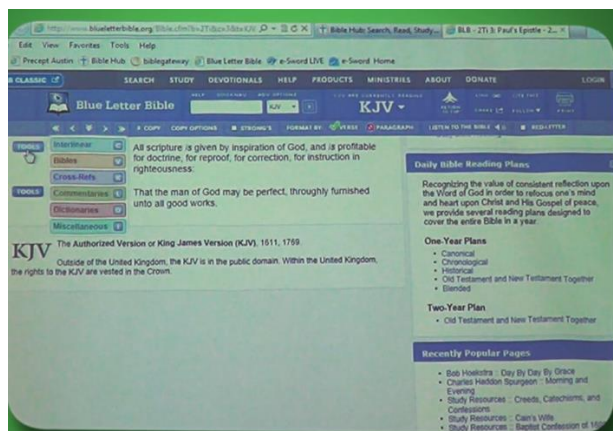 http://www.blueletterbible.org/Bible.cfm?b=2Ti&c=3&t=KJV
Bible Hub: Search, Read, Study...
BLB - 2Ti 3: Paul's Epistle - 2...
Edit View Favorites Tools Help
Precept Austin Bible Hub biblegateway Blue Letter Bible e-Sword LIVE e-Sword Home
CLASSIC SEARCH STUDY DEVOTIONALS HELP PRODUCTS MINISTRIES ABOUT DONATE LOGIN
HELP
YOU ARE CURRENTLY READING
Blue Letter Bible KJV KJV
COPY COPY OPTIONS STRONG'S FORMAT BY VERSE PARAGRAPH LISTEN TO THE BIBLE RED-LETTER
TOOLS
Interlinear
Bibles
Cross-Refs
TOOLS
Commentaries
Dictionaries
Miscellaneous
All scripture is given by inspiration of God, and is profitable
for doctrine, for reproof, for correction, for instruction in
righteousness:
That the man of God may be perfect, throughly furnished
unto all good works.
KJV The Authorized Version or King James Version (KJV), 1611, 1769.
Outside of the United Kingdom, the KJV is in the public domain. Within the United Kingdom,
the rights to the KJV are vested in the Crown.
Daily Bible Reading Plans
Recognizing the value of consistent reflection upon
the Word of God in order to refocus one's mind
and heart upon Christ and His Gospel of peace,
we provide several reading plans designed to
cover the entire Bible in a year.
One-Year Plans
Canonical
Chronological
Historical
Old Testament and New Testament Together
Blended
Two-Year Plan
Old Testament and New Testament Together
Recently Popular Pages
Bob Hoekstra :: Day By Day By Grace
Charles Haddon Spurgeon :: Morning and
Evening
Study Resources :: Creeds, Catechisms, and
Confessions
Study Resources :: Cain's Wife
Study Resources :: Baptist Confession of